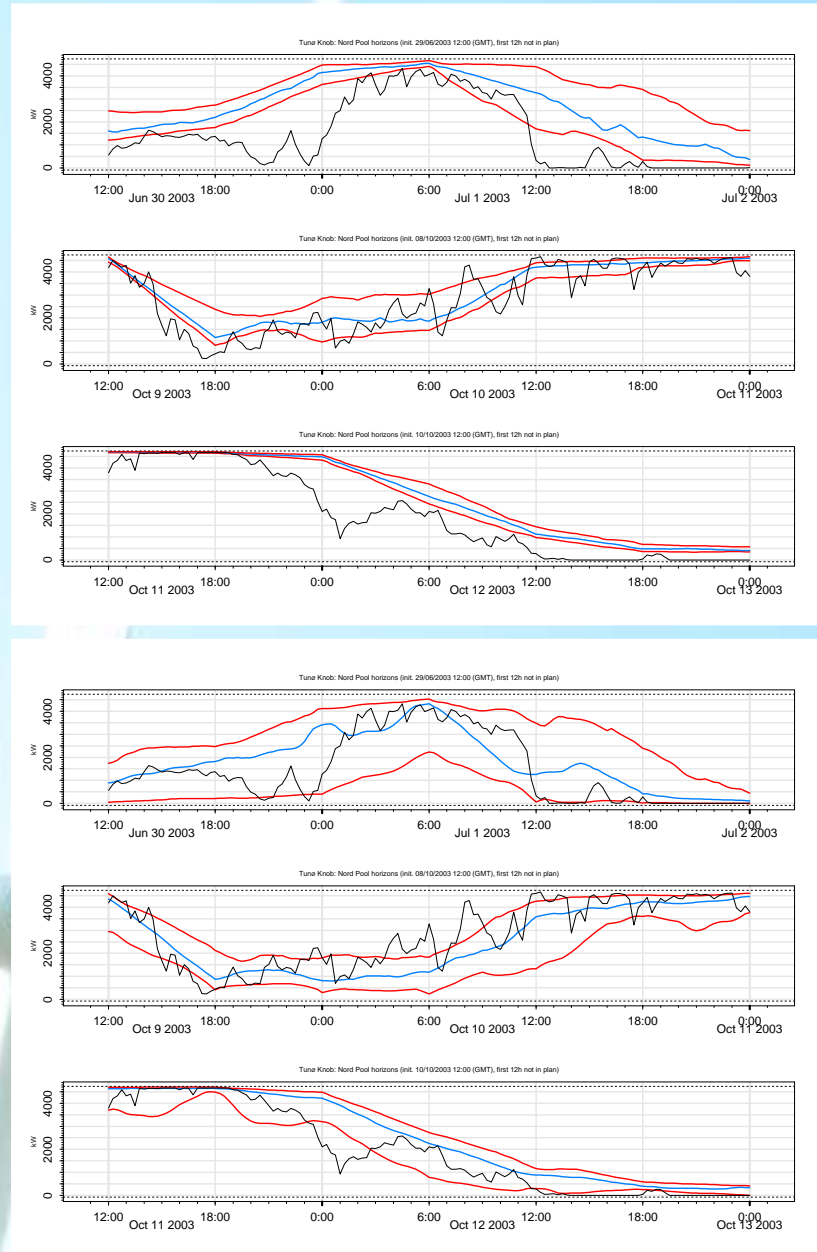 Tunø Knob: Nord Pool horizons (init. 29/06/2003 12:00 (GMT), first 12h not in plan)
kW
0 2000 4000
12:00 18:00 0:00 6:00 12:00 18:00 0:00
Jun 30 2003 Jul 1 2003 Jul 2 2003
Tunø Knob: Nord Pool horizons (init. 08/10/2003 12:00 (GMT), first 12h not in plan)
kW
0 2000 4000
12:00 18:00 0:00 6:00 12:00 18:00 0:00
Oct 9 2003 Oct 10 2003 Oct 11 2003
Tunø Knob: Nord Pool horizons (init. 10/10/2003 12:00 (GMT), first 12h not in plan)
kW
0 2000 4000
12:00 18:00 0:00 6:00 12:00 18:00 0:00
Oct 11 2003 Oct 12 2003 Oct 13 2003
Tunø Knob: Nord Pool horizons (init. 29/06/2003 12:00 (GMT), first 12h not in plan)
kW
0 2000 4000
12:00 18:00 0:00 6:00 12:00 18:00 0:00
Jun 30 2003 Jul 1 2003 Jul 2 2003
Tunø Knob: Nord Pool horizons (init. 08/10/2003 12:00 (GMT), first 12h not in plan)
kW
0 2000 4000
12:00 18:00 0:00 6:00 12:00 18:00 0:00
Oct 9 2003 Oct 10 2003 Oct 11 2003
Tunø Knob: Nord Pool horizons (init. 10/10/2003 12:00 (GMT), first 12h not in plan)
kW
0 2000 4000
12:00 18:00 0:00 6:00 12:00 18:00 0:00
Oct 11 2003 Oct 12 2003 Oct 13 2003